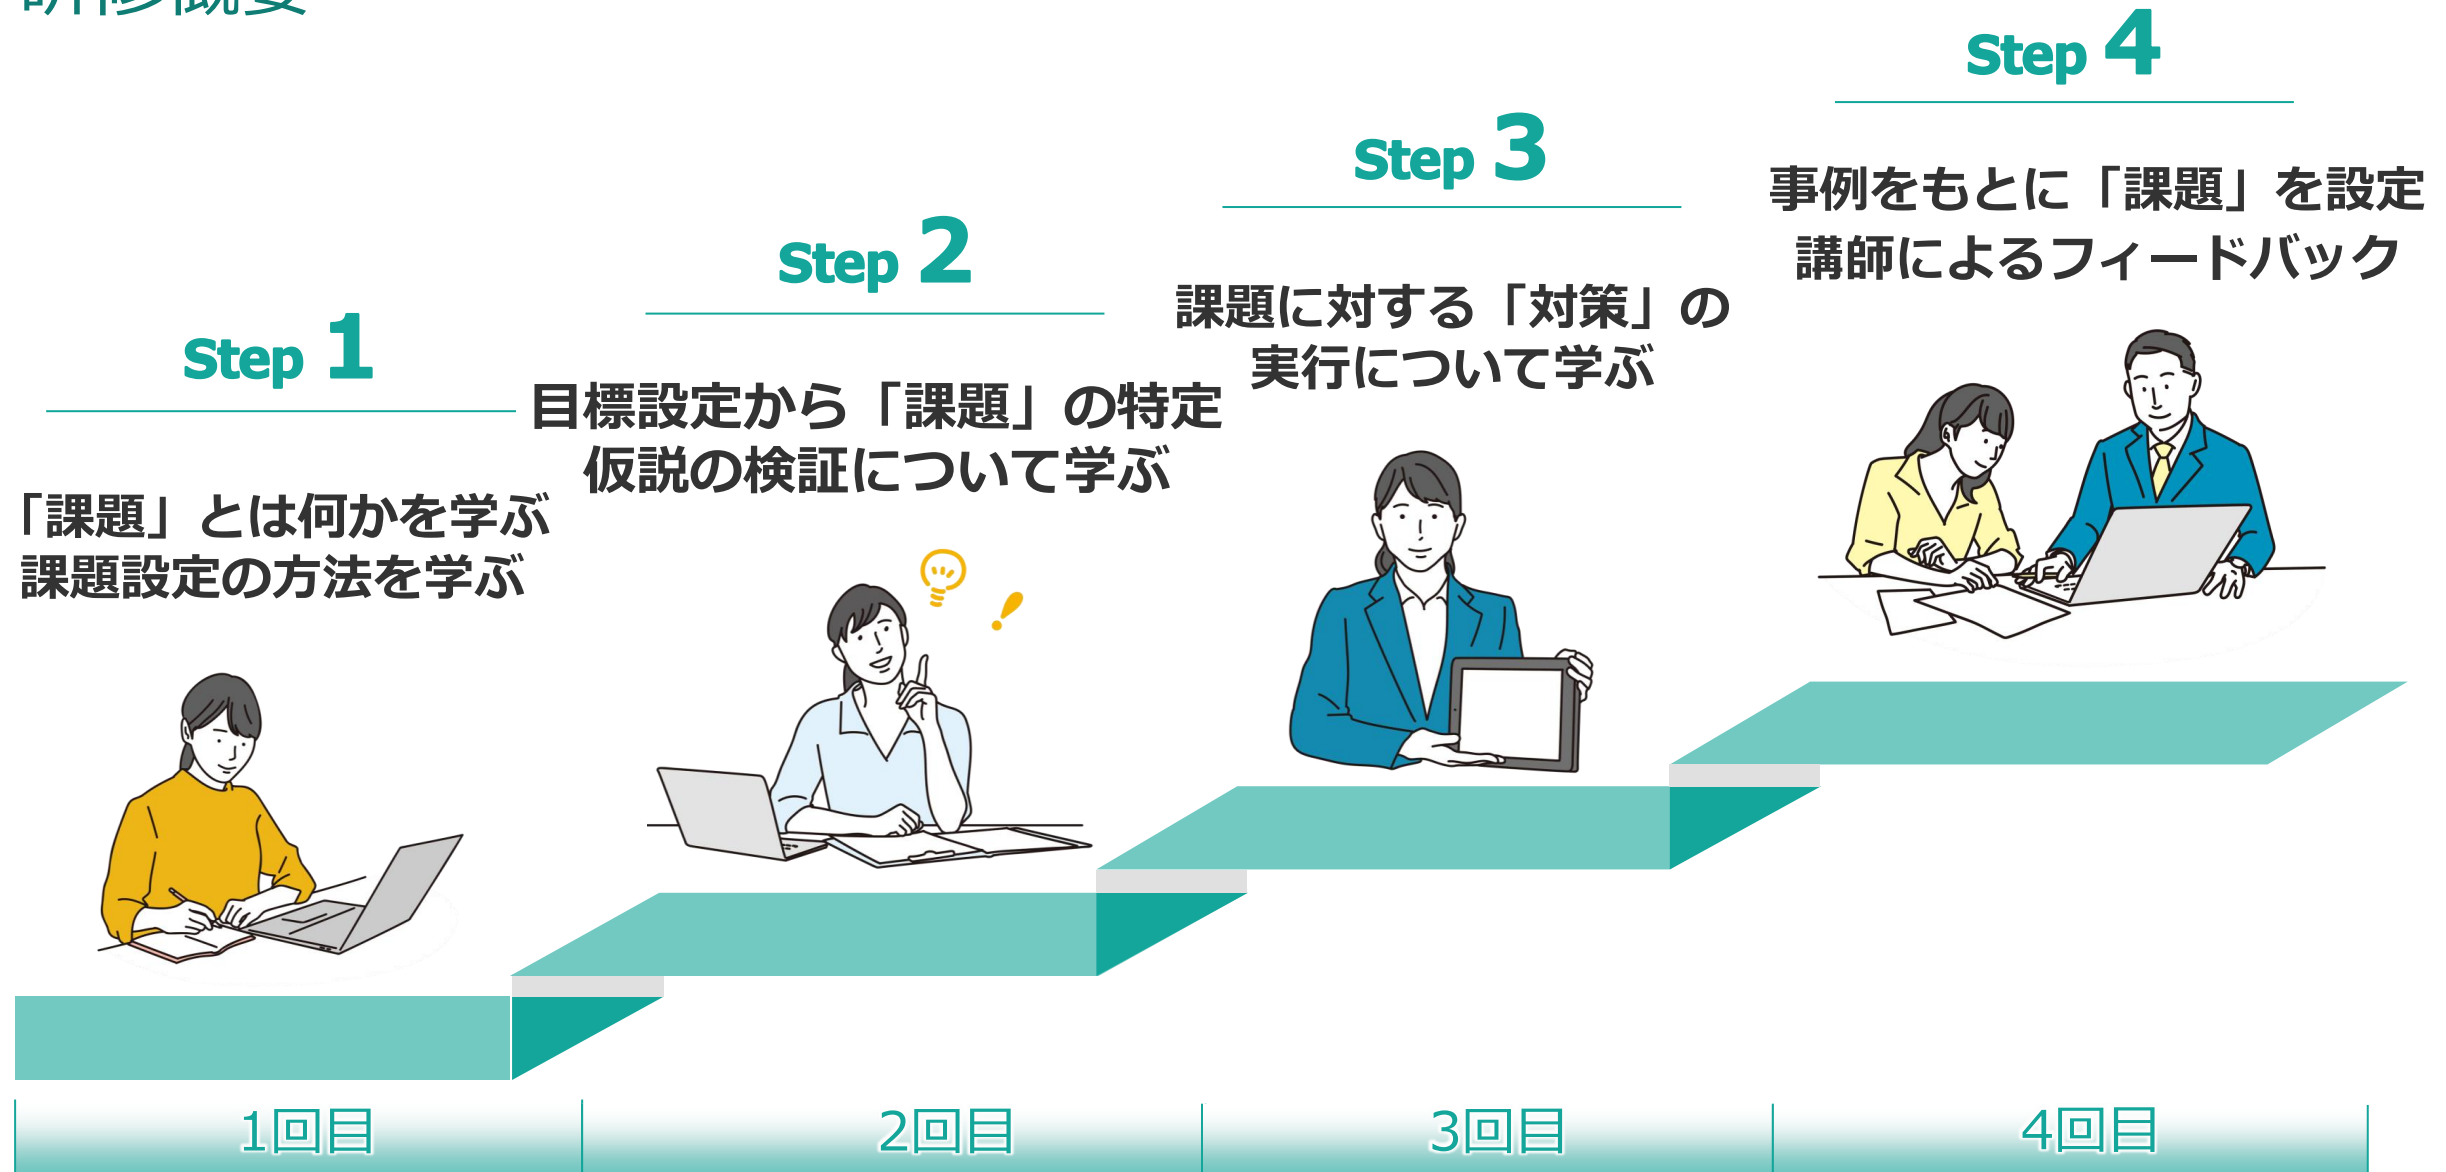 研修概要
Step 1
「課題」とは何かを学ぶ
課題設定の方法を学ぶ
Step 2
目標設定から「課題」の特定
仮説の検証について学ぶ
Step 3
課題に対する「対策」の
実行について学ぶ
Step 4
事例をもとに「課題」を設定
講師によるフィードバック
1回目
2回目
3回目
4回目